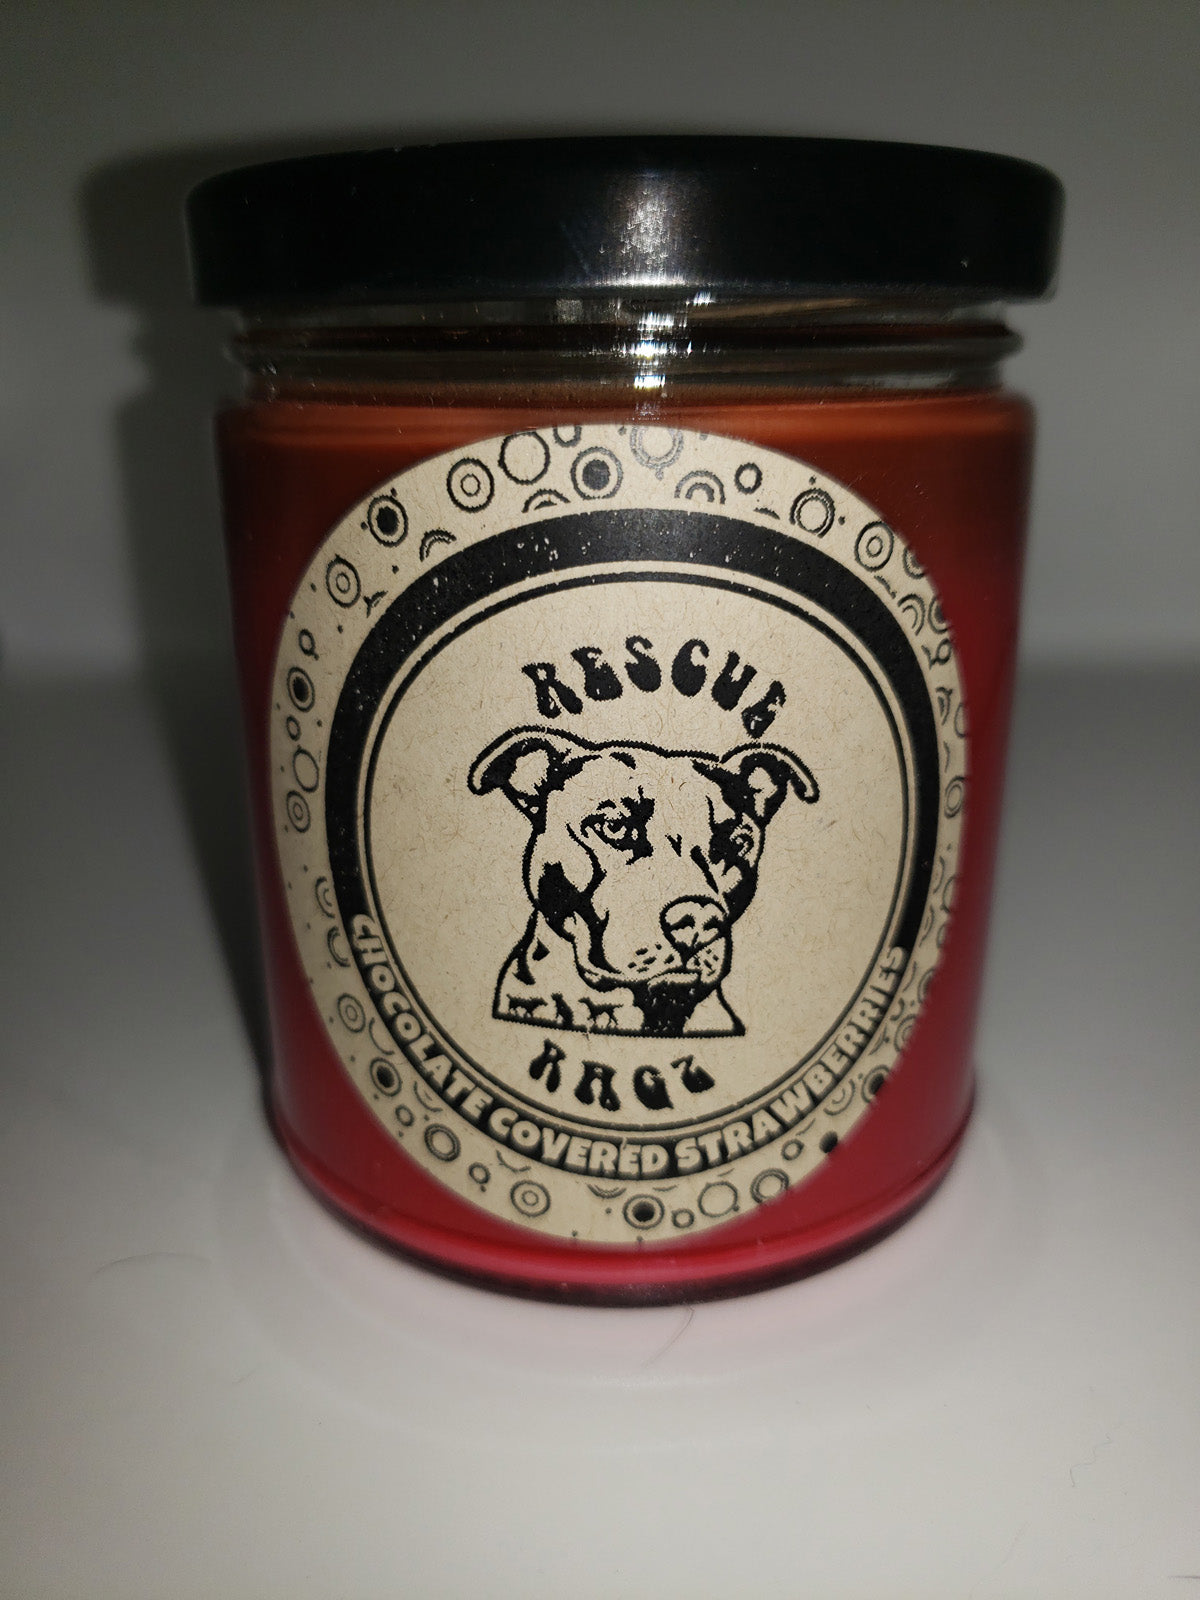 RESCUE
RAGZ
CHOCOLATE COVERED STRAWBERRIES